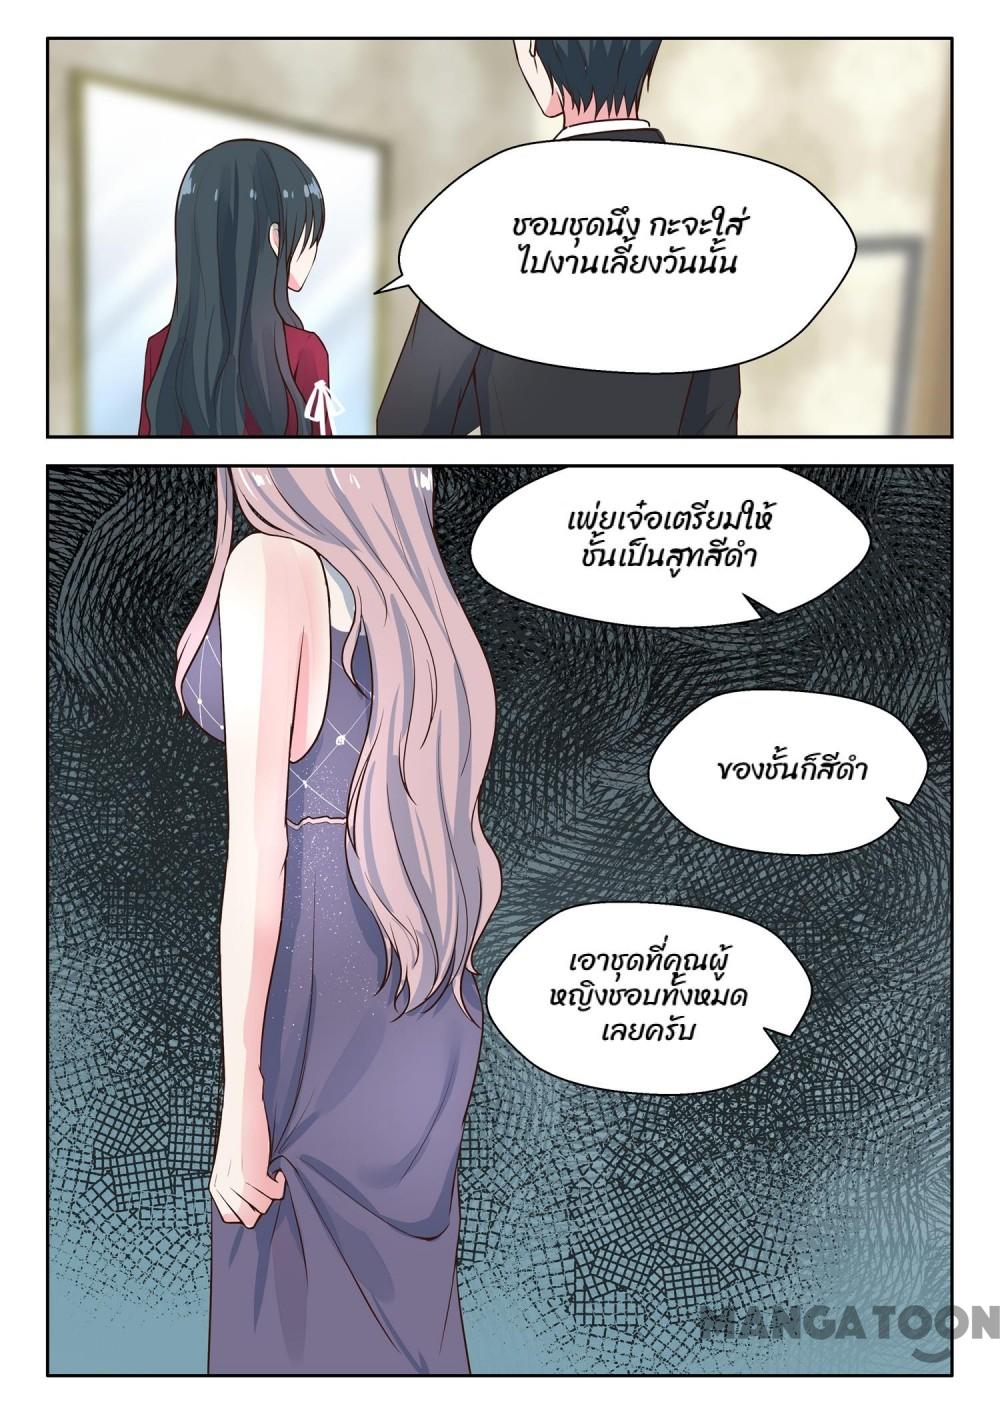 ชอบชุดนึง กะจะใส่
ไปงานเลี้ยงวันนั้น
เพ่ยเจ๋อเตรียมให้
ชั้นเป็นสูทสีดำ
ของชั้นก็สีดำ
เอาชุดที่คุณผู้
หญิงชอบทั้งหมด
เลยครับ
MANGATOON